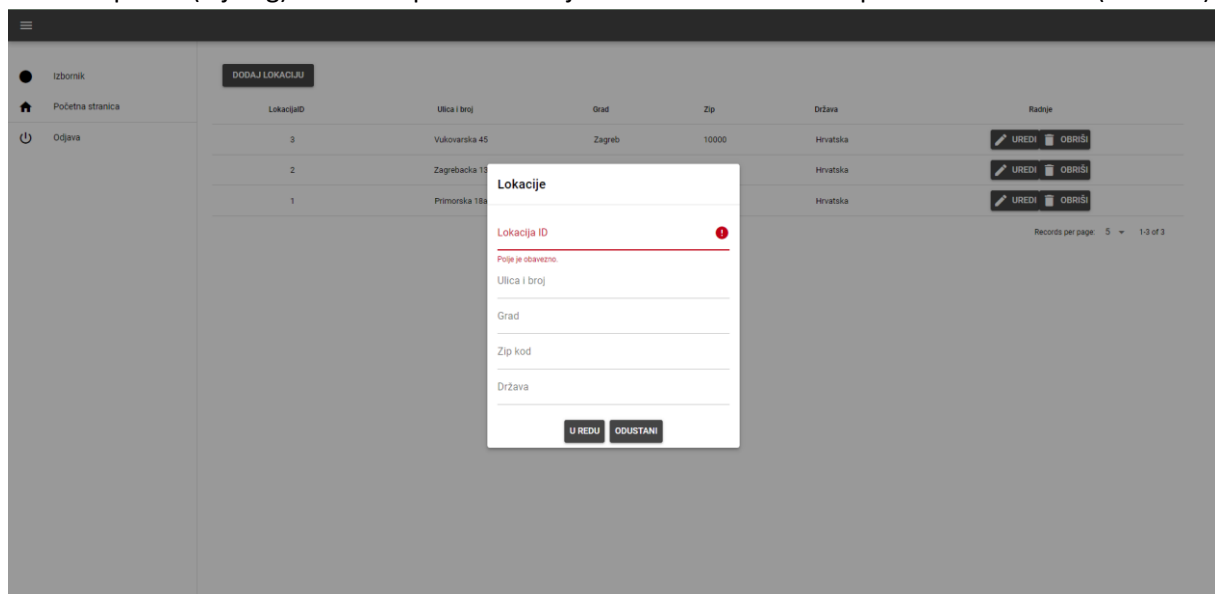 Izbornik
DODAJ LOKACIJU
Početna stranica
LokacijaID Ulica i broj Grad Zip Država Radnje
Odjava
3 Vukovarska 45 Zagreb 10000 Hrvatska UREDI OBRIŠI
2 Zagrebacka 13 Hrvatska UREDI OBRIŠI
1 Primorska 18a Hrvatska UREDI OBRIŠI
Records per page: 5 1-3 of 3
Lokacije
Lokacija ID
Polje je obavezno.
Ulica i broj
Grad
Zip kod
Država
U REDU ODUSTANI